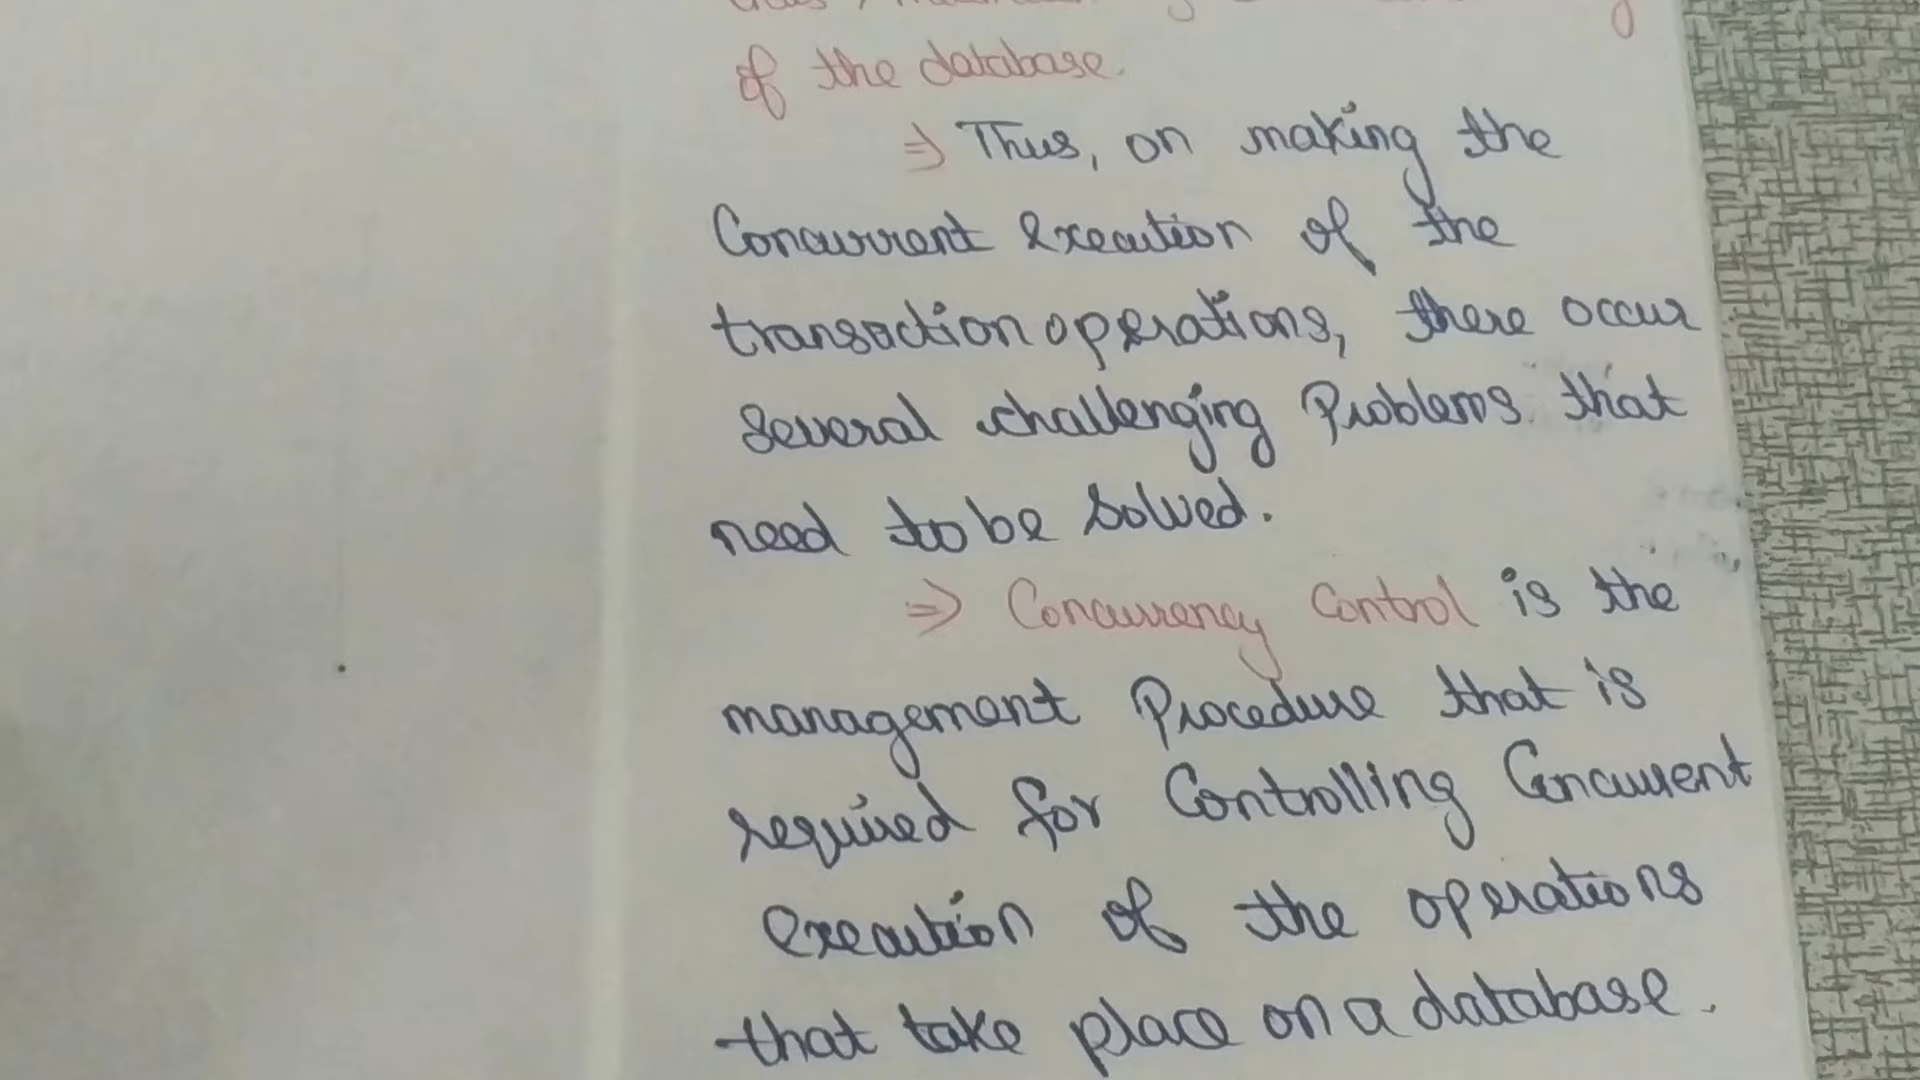 of the database.
⇒ Thus, on making the
Concurrent execution of the
transaction operations, there occur
several challenging Problems that
need to be solved.
⇒ Concurrency Control is the
management Procedure that is
required for Controlling Concurrent
execution of the operations
that take place on a database.